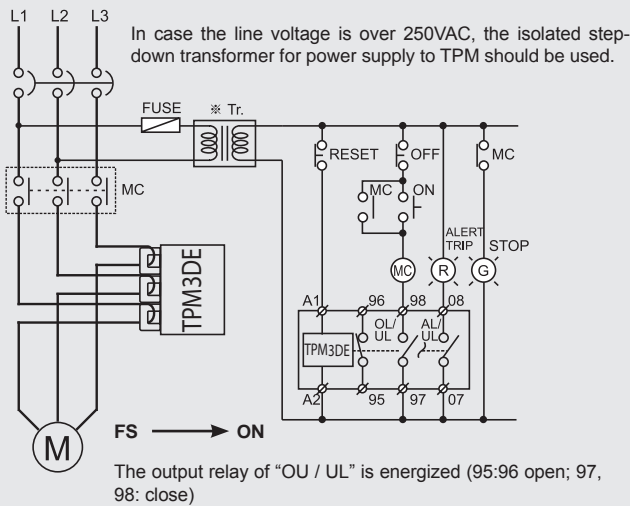 L1 L2 L3
In case the line voltage is over 250VAC, the isolated step-
down transformer for power supply to TPM should be used.
FUSE
※ Tr.
RESET
OFF
MC
MC
MC
ON
ALERT
TRIP
STOP
TPM3DE
MC
R
G
A1
96
98
08
OL/
UL
AL/
UL
TPM3DE
A2
95
97
07
M
FS
ON
The output relay of “OU / UL” is energized (95:96 open; 97,
98: close)